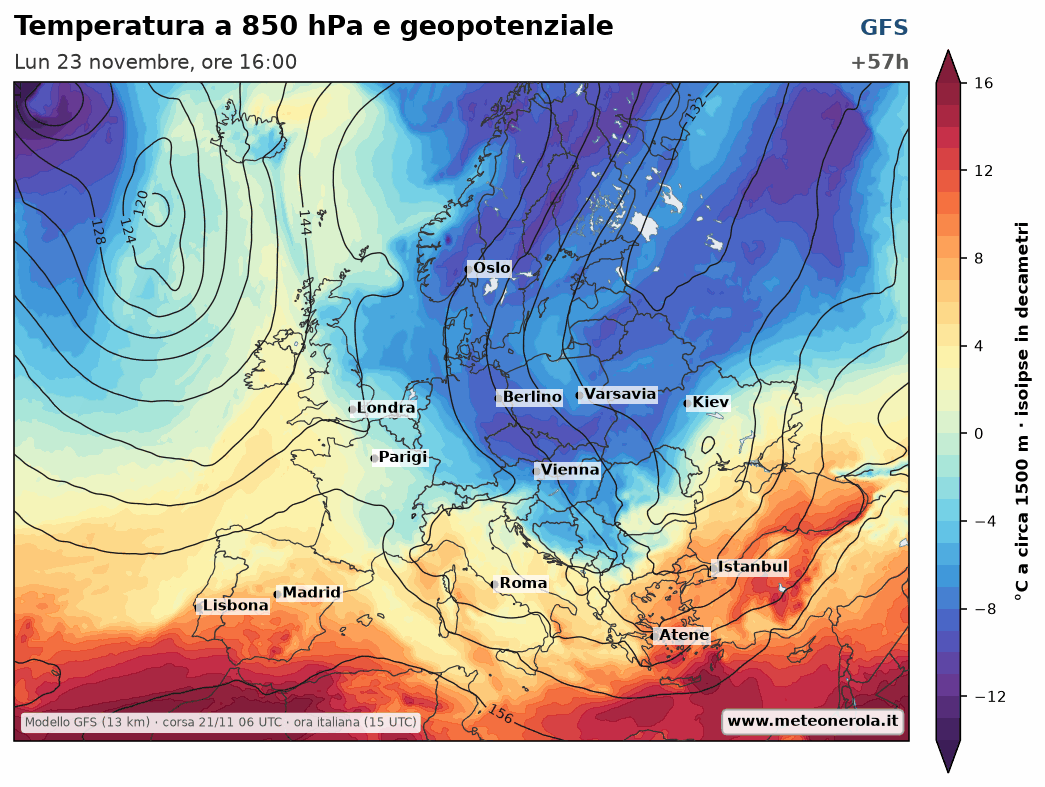 Temperatura a 850 hPa e geopotenziale
GFS
Lun 23 novembre, ore 16:00
+57h
132
120
144
128
124
Oslo
Berlino
Varsavia
Kiev
Londra
Parigi
Vienna
Istanbul
Roma
Madrid
Lisbona
Atene
156
Modello GFS (13 km) · corsa 21/11 06 UTC · ora italiana (15 UTC)
www.meteonerola.it
16
12
8
4
0
−4
−8
−12
°C a circa 1500 m · isoipse in decametri